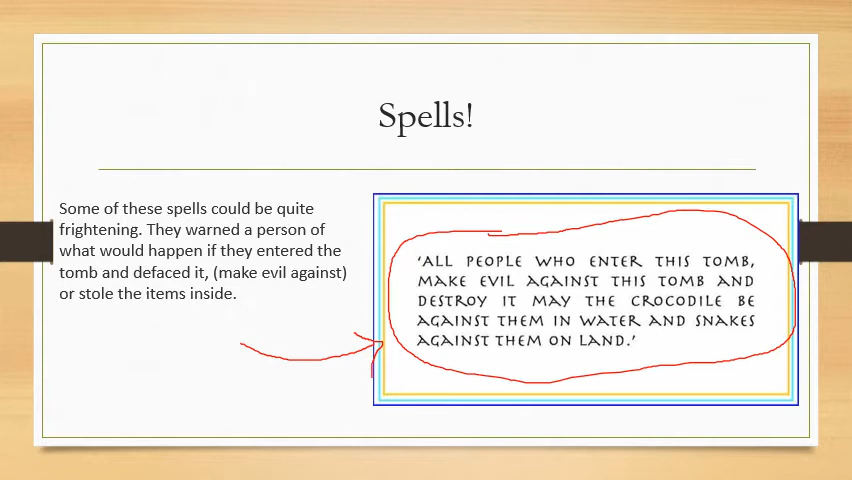 Spells!
Some of these spells could be quite
frightening. They warned a person of
what would happen if they entered the
tomb and defaced it, (make evil against)
or stole the items inside.
‘ALL PEOPLE WHO ENTER THIS TOMB,
MAKE EVIL AGAINST THIS TOMB AND
DESTROY IT MAY THE CROCODILE BE
AGAINST THEM IN WATER AND SNAKES
AGAINST THEM ON LAND.’